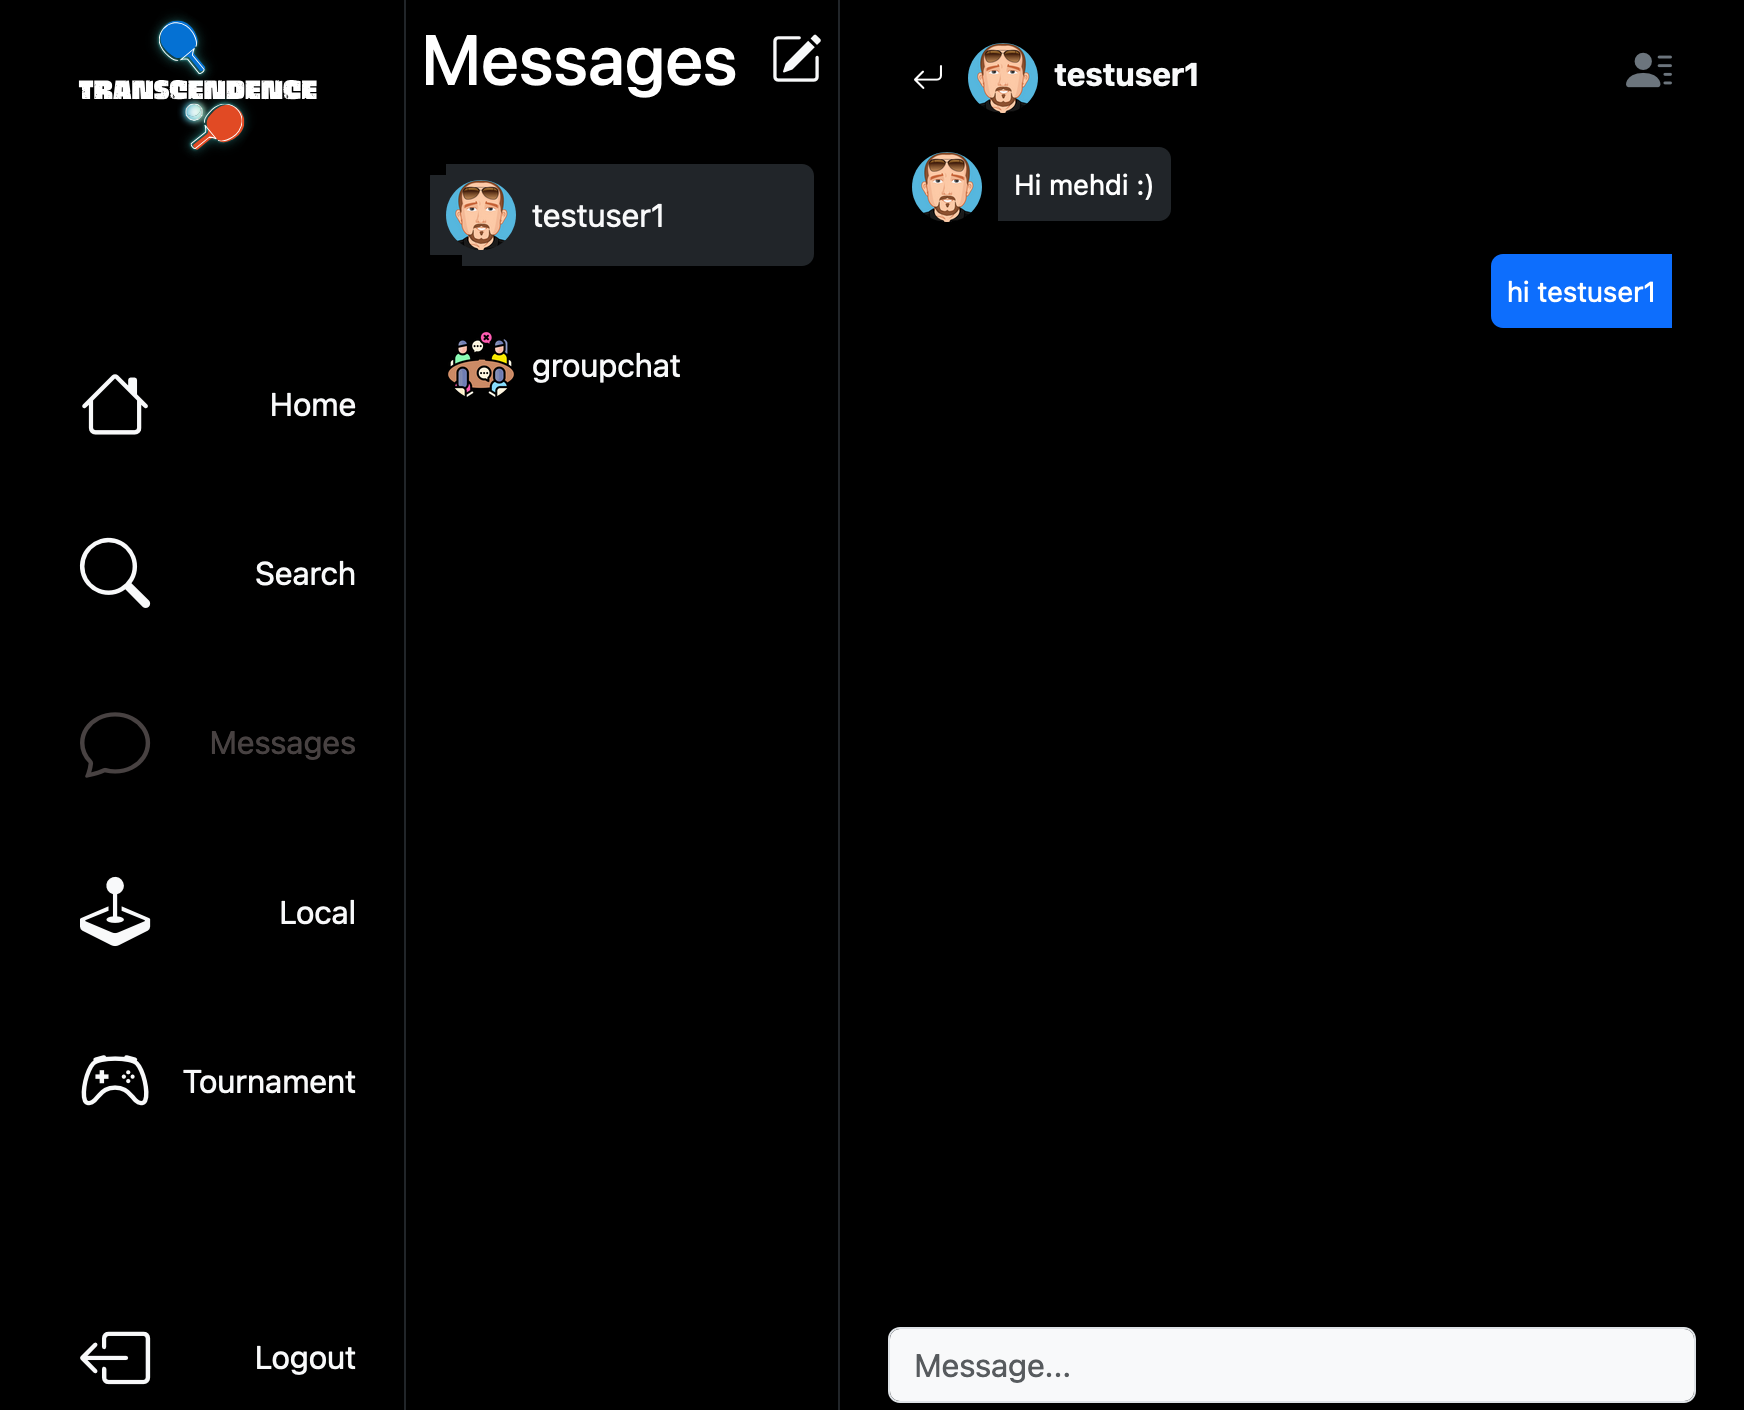 TRANSCENDENCE
Home
Search
Messages
Local
Tournament
Logout
Messages
testuser1
groupchat
testuser1
Hi mehdi :)
hi testuser1
Message...